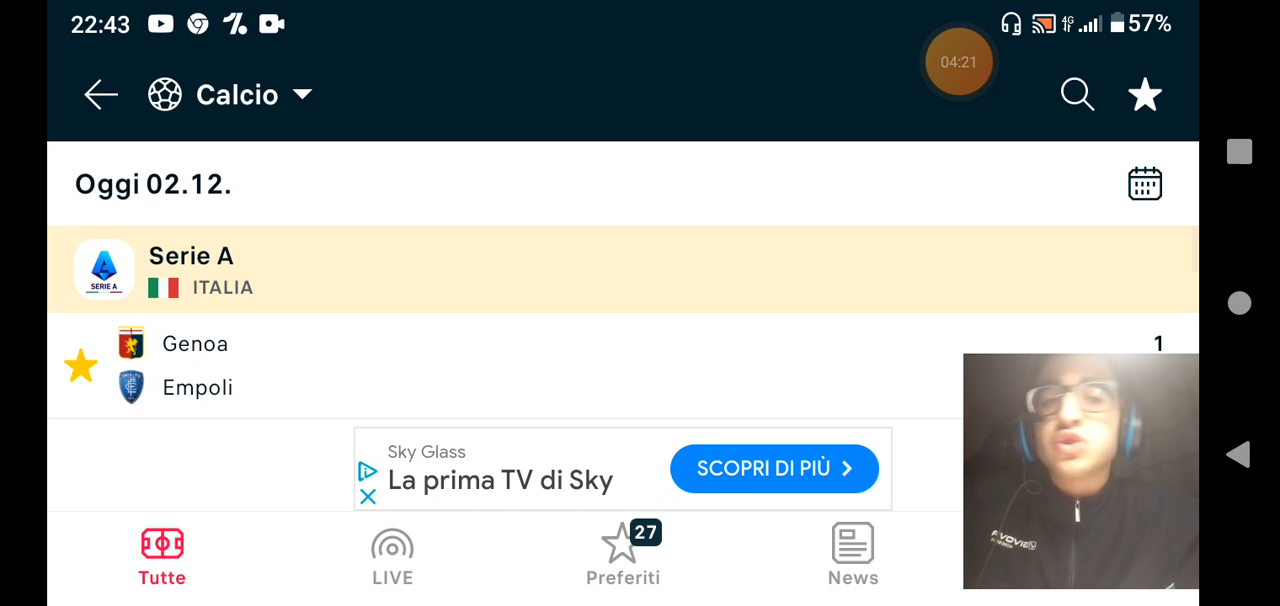 22:43
4G
57%
04:21
Calcio
Oggi 02.12.
SERIE A
Serie A
ITALIA
Genoa
1
Empoli
Sky Glass
La prima TV di Sky
SCOPRI DI PIÙ
27
Tutte
LIVE
Preferiti
News